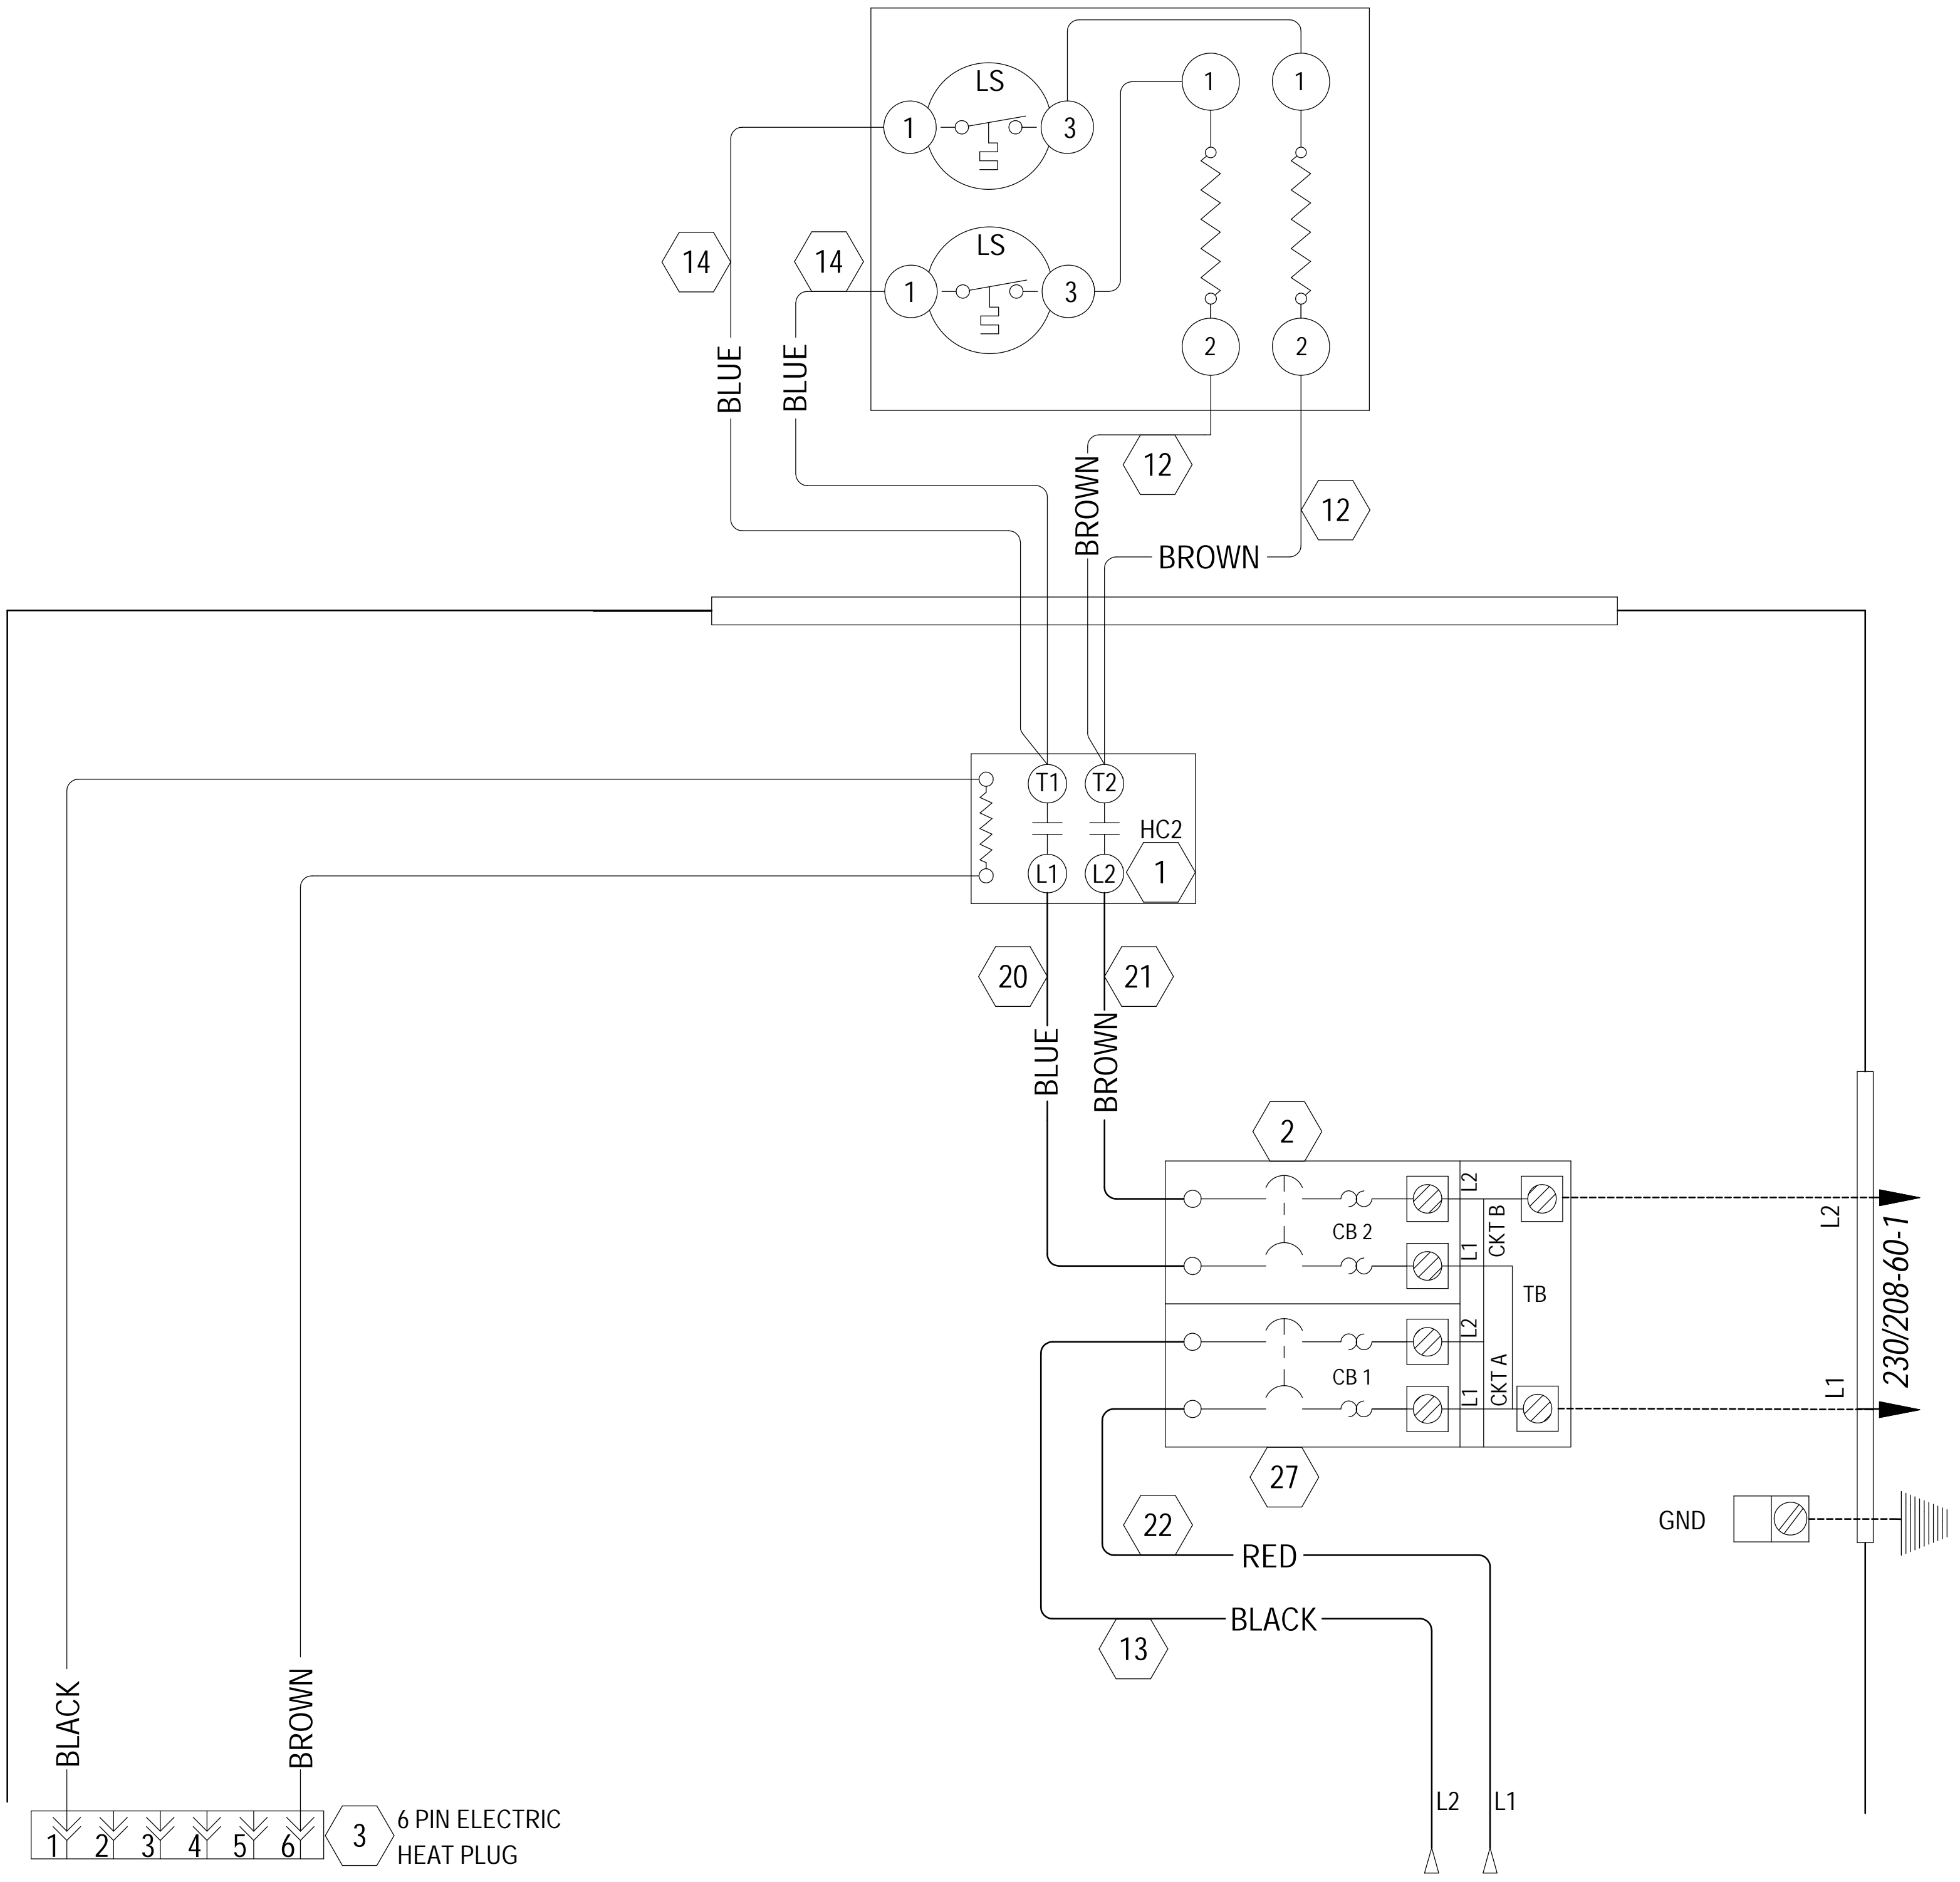 LS
1
1
1
3
LS
14
14
1
3
2
2
BLUE
BLUE
12
BROWN
12
BROWN
T1
T2
HC2
L1
L2
1
20
21
BLUE
BROWN
2
L2
CB 2
CKT B
L2
L1
TB
230/208-60-1
L2
CB 1
CKT A
L1
L1
27
22
GND
RED
BLACK
13
BLACK
BROWN
L2
L1
1
2
3
4
5
6
3
6 PIN ELECTRIC
HEAT PLUG